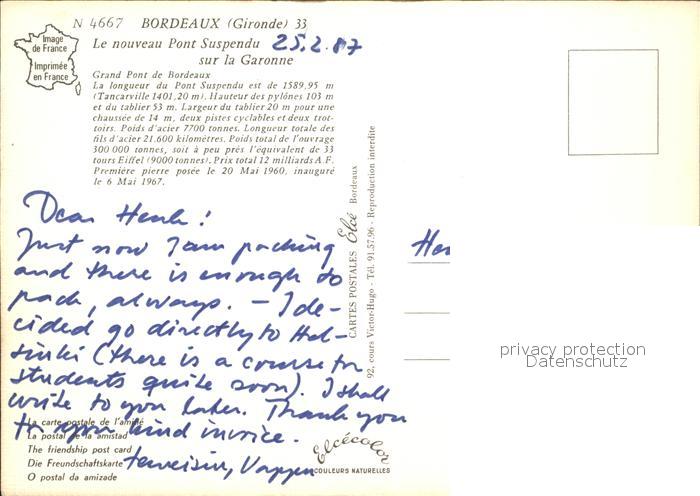 N 4667 BORDEAUX (Gironde) 33
Image
de France
Imprimée
en France
Le nouveau Pont Suspendu 25.2.87
sur la Garonne
Grand Pont de Bordeaux
La longueur du Pont Suspendu est de 1589,95 m
(Tancarville 1401,20 m). Hauteur des pylônes 103 m
et du tablier 53 m. Largeur du tablier 20 m pour une
chaussée de 14 m, deux pistes cyclables et deux trot-
toirs. Poids d'acier 7700 tonnes. Longueur totale des
fils d'acier 21.600 kilomètres. Poids total de l'ouvrage
300 000 tonnes, soit à peu près l'équivalent de 33
tours Eiffel (9000 tonnes). Prix total 12 milliards A.F.
Première pierre posée le 20 Mai 1960, inauguré
le 6 Mai 1967.
Dear Henk!
Just now I am packing
and there is enough to
pack, always. – I de-
cided go directly to Hel-
sinki (there is a course for
students quite soon). I shall
write to you later. Thank you
for your kind invoice.
La carte postale de l'amitié
La postal de la amistad
The friendship post card
Die Freundschaftskarte
O postal da amizade
CARTES POSTALES Elcé Bordeaux
92, cours Victor-Hugo - Tél. 91.57.96 - Reproduction interdite
Elcécolor
COULEURS NATURELLES
Hen
privacy protection
Datenschutz